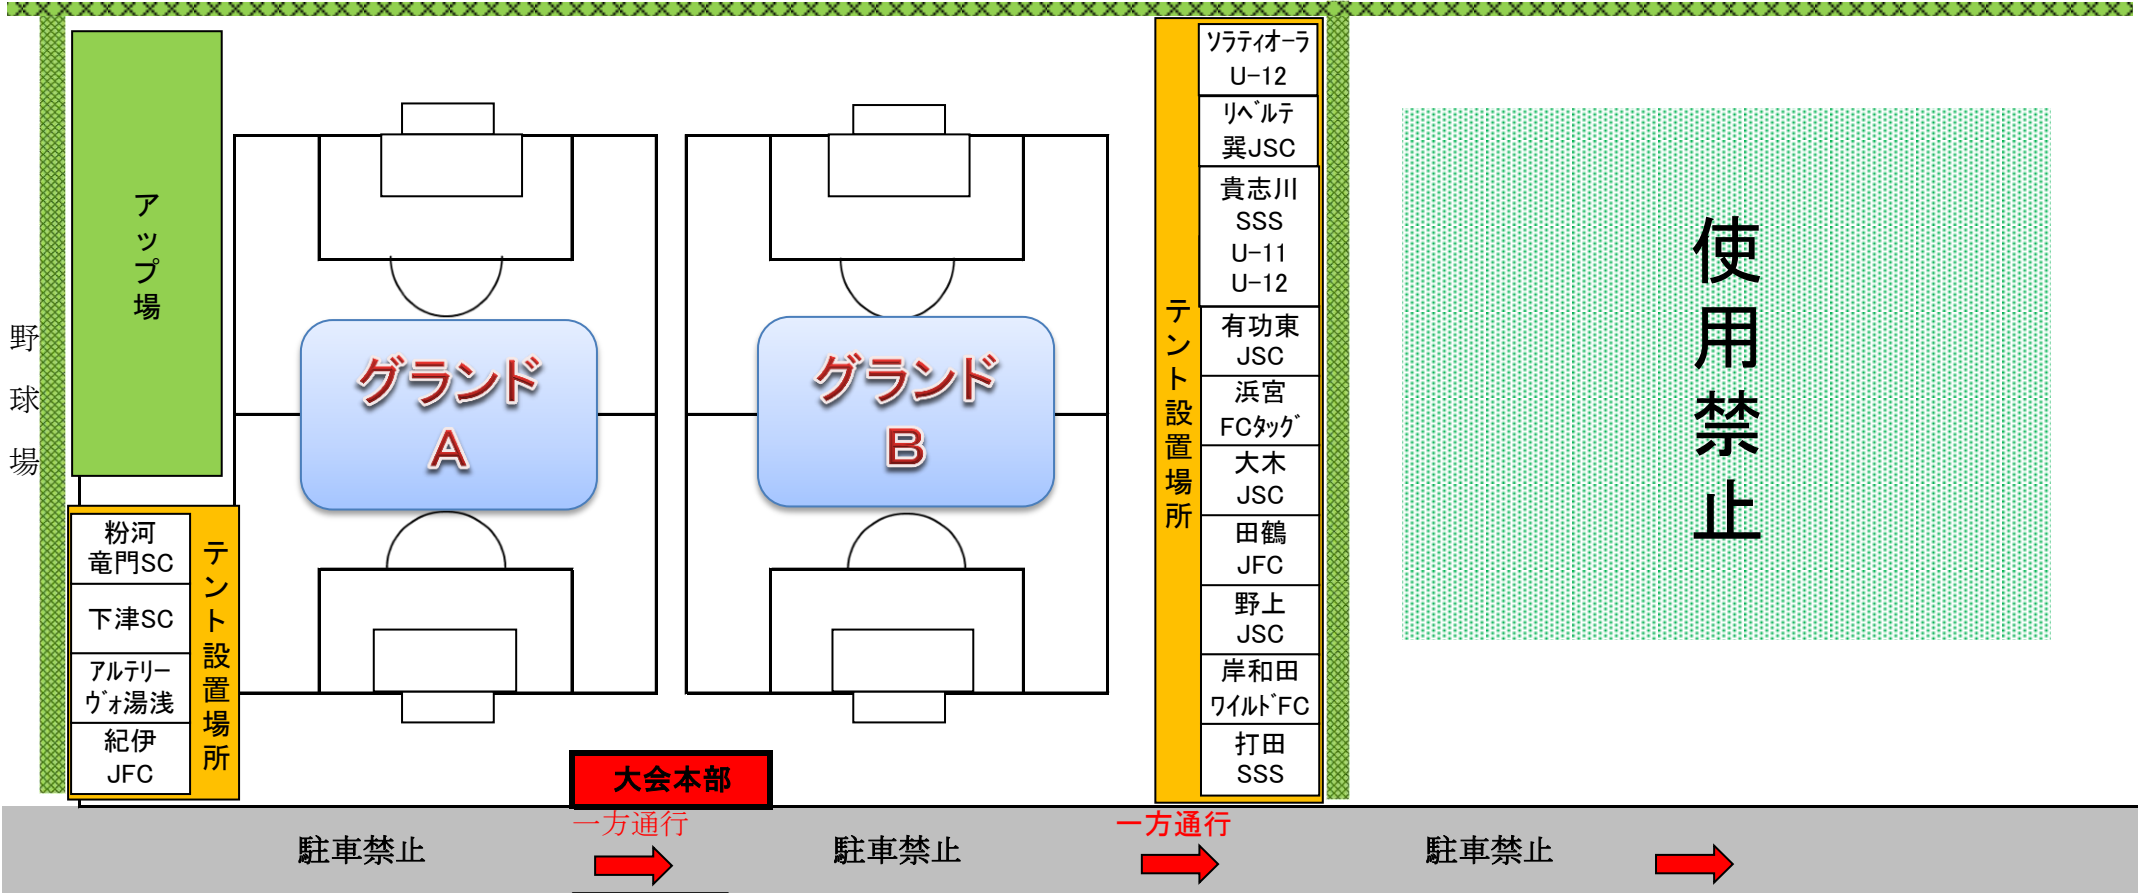 野球場
アップ場
粉河
竜門SC
下津SC
アルテリー
ヴォ湯浅
紀伊
JFC
テント設置場所
グランド
A
グランド
B
大会本部
テント設置場所
ソラティオーラ
U-12
リベルテ
巽JSC
貴志川
SSS
U-11
U-12
有功東
JSC
浜宮
FCタッグ
大木
JSC
田鶴
JFC
野上
JSC
岸和田
ワイルドFC
打田
SSS
使用禁止
一方通行
一方通行
駐車禁止
駐車禁止
駐車禁止